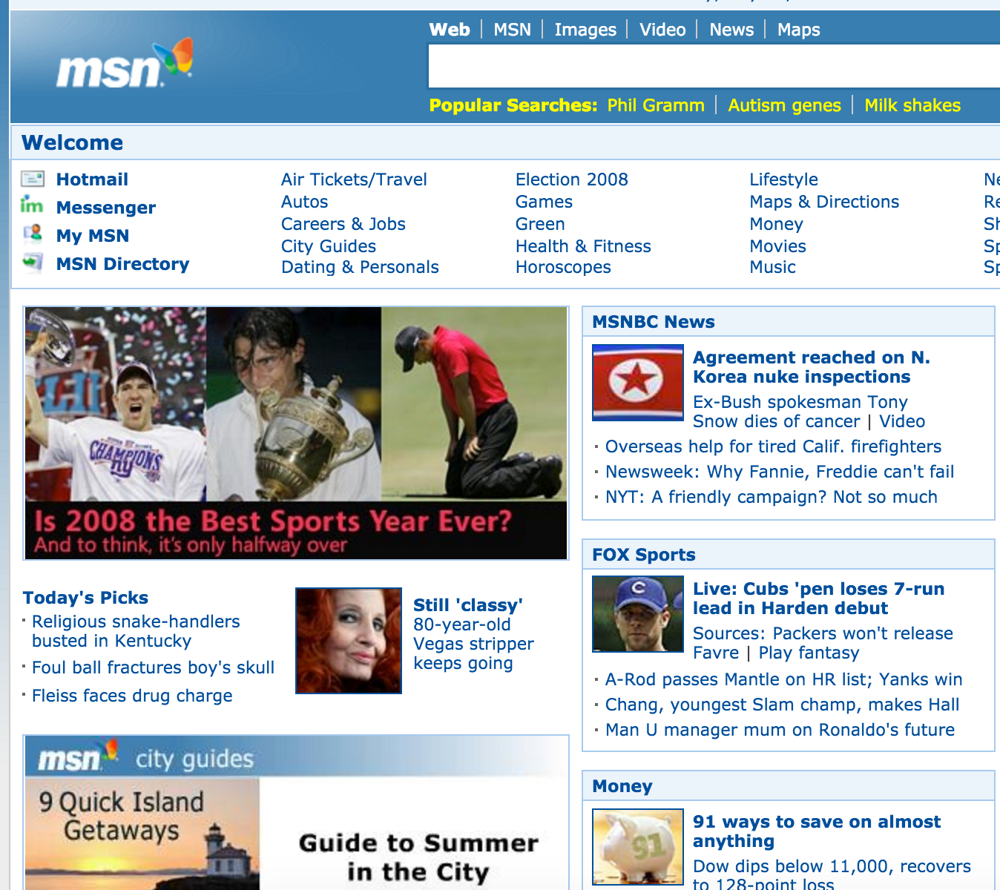 Web | MSN | Images | Video | News | Maps
msn
Popular Searches: Phil Gramm | Autism genes | Milk shakes
Welcome
Hotmail
Messenger
My MSN
MSN Directory
Air Tickets/Travel
Autos
Careers & Jobs
City Guides
Dating & Personals
Election 2008
Games
Green
Health & Fitness
Horoscopes
Lifestyle
Maps & Directions
Money
Movies
Music
CHAMPIONS
NY
Is 2008 the Best Sports Year Ever?
And to think, it's only halfway over
Today's Picks
Religious snake-handlers
busted in Kentucky
Foul ball fractures boy's skull
Fleiss faces drug charge
Still 'classy'
80-year-old
Vegas stripper
keeps going
msn city guides
9 Quick Island
Getaways
Guide to Summer
in the City
MSNBC News
Agreement reached on N.
Korea nuke inspections
Ex-Bush spokesman Tony
Snow dies of cancer | Video
Overseas help for tired Calif. firefighters
Newsweek: Why Fannie, Freddie can't fail
NYT: A friendly campaign? Not so much
FOX Sports
C
Live: Cubs 'pen loses 7-run
lead in Harden debut
Sources: Packers won't release
Favre | Play fantasy
A-Rod passes Mantle on HR list; Yanks win
Chang, youngest Slam champ, makes Hall
Man U manager mum on Ronaldo's future
Money
91
91 ways to save on almost
anything
Dow dips below 11,000, recovers
to 128-point loss